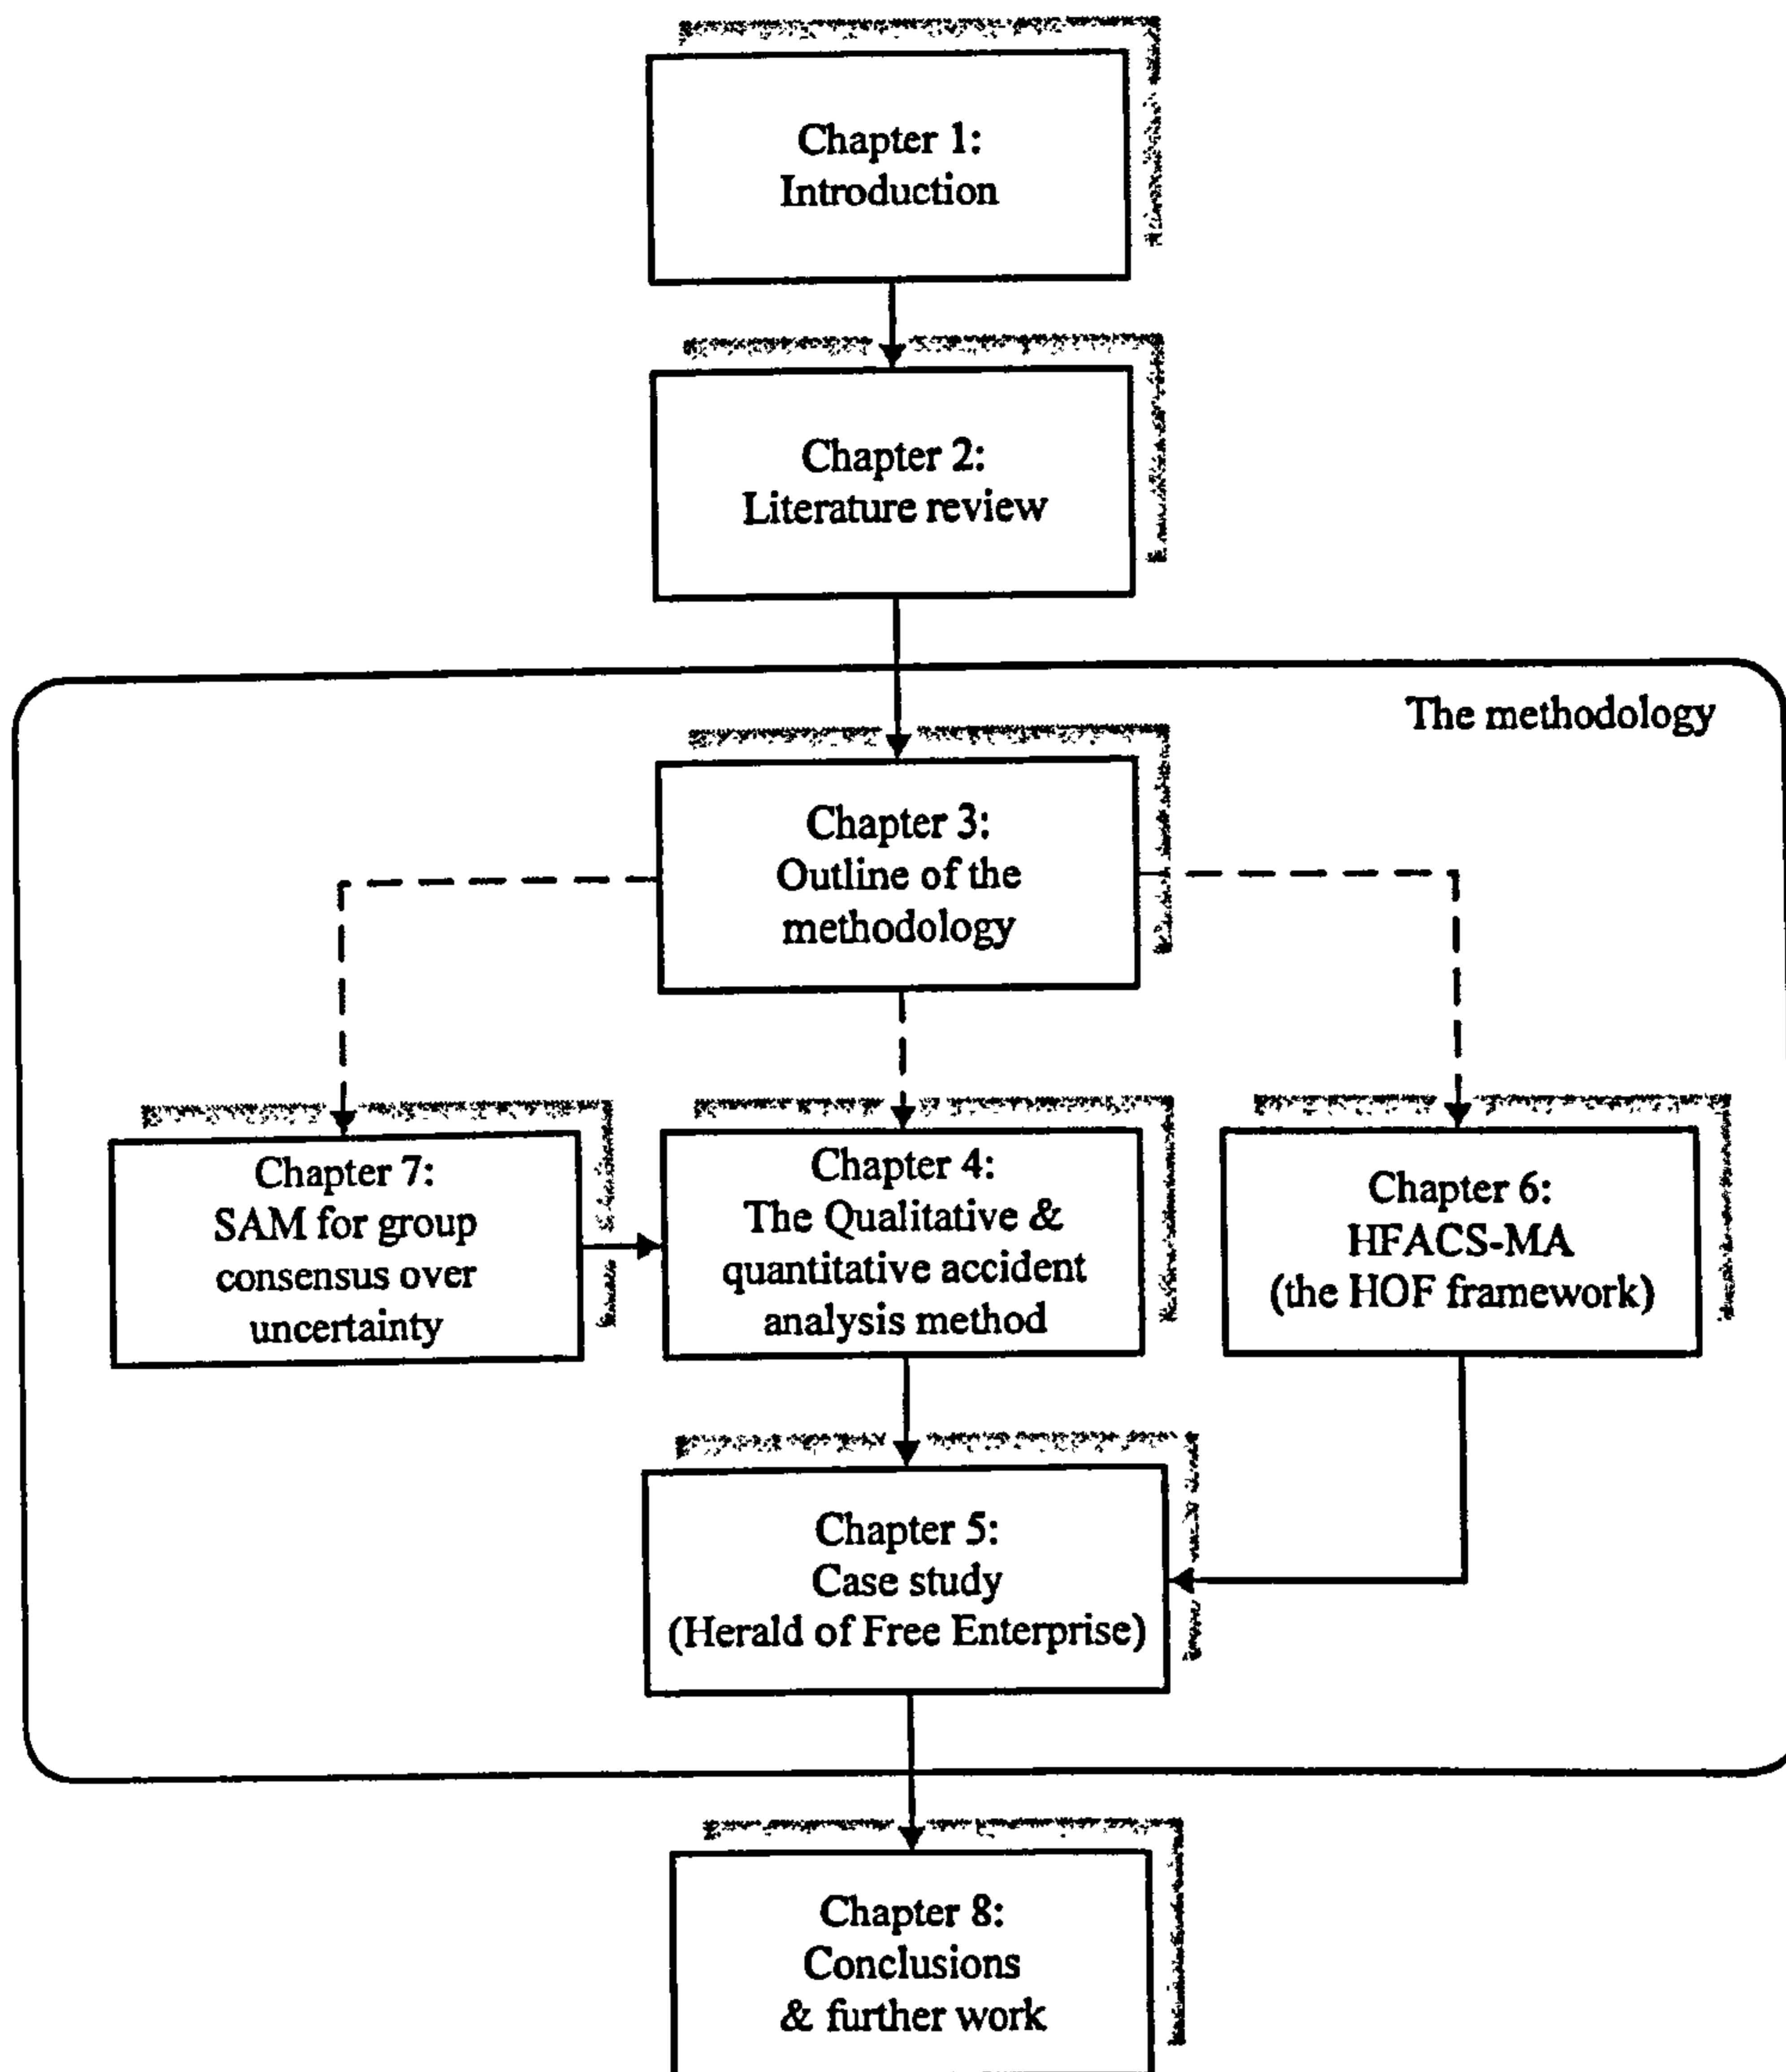 Chapter 1:
Introduction
Chapter 2:
Literature review
The methodology
Chapter 3:
Outline of the
methodology
Chapter 7:
SAM for group
consensus over
uncertainty
Chapter 4:
The Qualitative &
quantitative accident
analysis method
Chapter 6:
HFACS-MA
(the HOF framework)
Chapter 5:
Case study
(Herald of Free Enterprise)
Chapter 8:
Conclusions
& further work